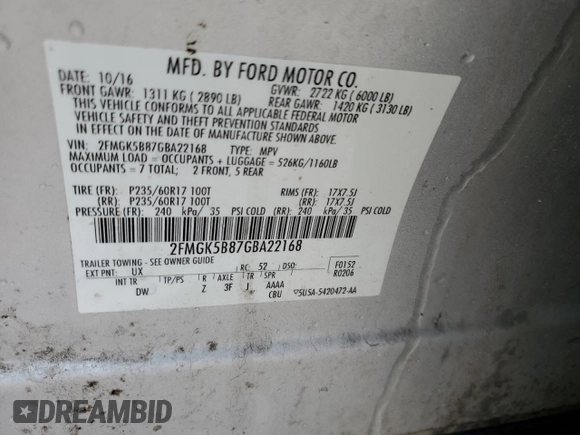 MFD. BY FORD MOTOR CO.
DATE: 10/16
GVWR: 2722 KG ( 6000 LB)
FRONT GAWR: 1311 KG ( 2890 LB)
REAR GAWR: 1420 KG ( 3130 LB)
THIS VEHICLE CONFORMS TO ALL APPLICABLE FEDERAL MOTOR
VEHICLE SAFETY AND THEFT PREVENTION STANDARDS
IN EFFECT ON THE DATE OF MANUFACTURE SHOWN ABOVE.
VIN: 2FMGK5B87GBA22168 TYPE: MPV
MAXIMUM LOAD = OCCUPANTS + LUGGAGE = 526KG/1160LB
OCCUPANTS = 7 TOTAL; 2 FRONT, 5 REAR
TIRE (FR): P235/60R17 100T RIMS (FR): 17X7.5J
(RR): P235/60R17 100T (RR): 17X7.5J
PRESSURE (FR): 240 kPa/ 35 PSI COLD (RR) 240 kPa/ 35 PSI COLD
2FMGK5B87GBA22168
TRAILER TOWING - SEE OWNER GUIDE
EXT PNT: UX RC: 52 DSO: F0152
R0206
INT TR TP/PS R AXLE TR SPR
DW Z 3F J AAAA
CBU
5U5A-5420472-AA
DREAMBID